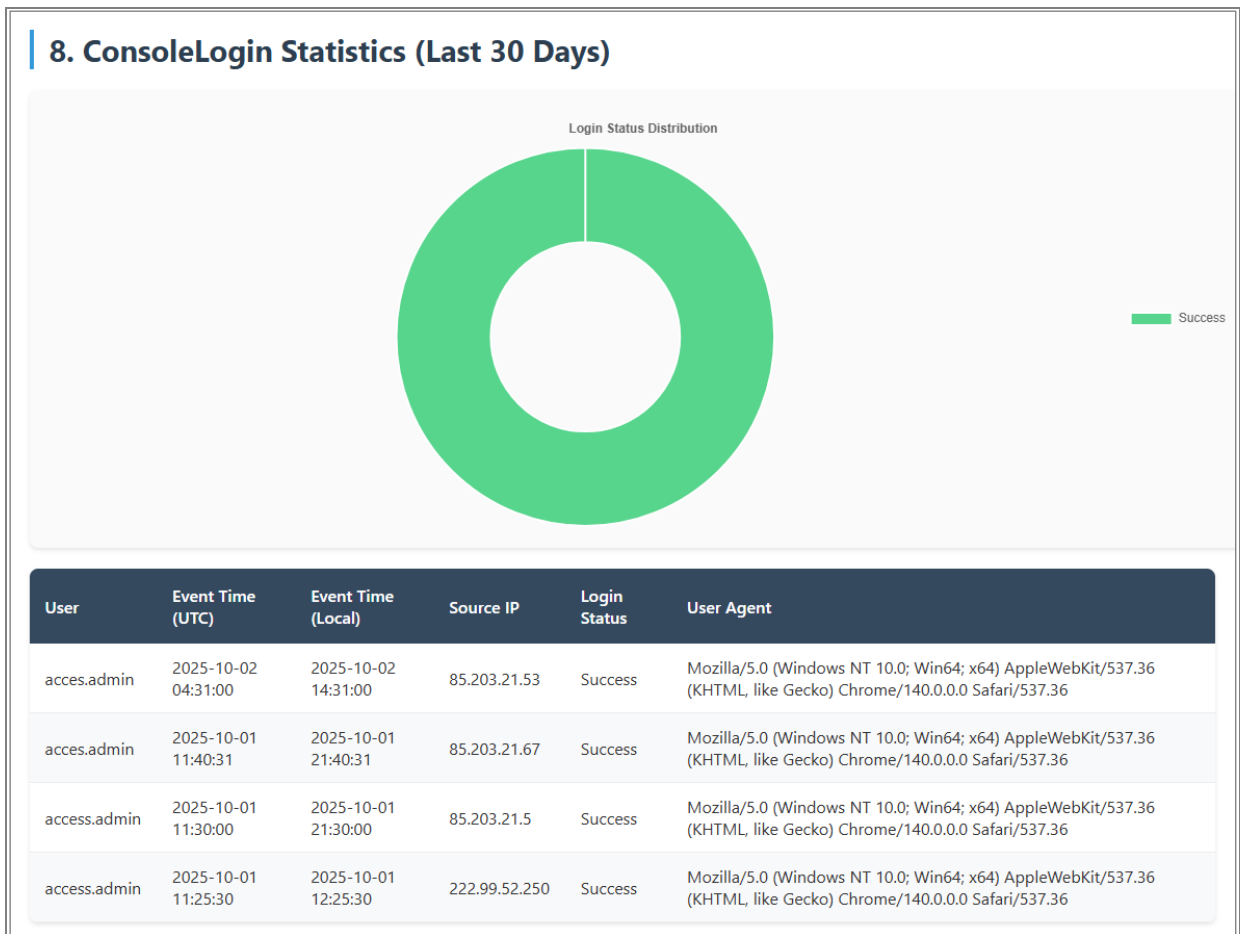 8. ConsoleLogin Statistics (Last 30 Days)
Login Status Distribution
Success
User Event Time (UTC) Event Time (Local) Source IP Login Status User Agent
acces.admin 2025-10-02 04:31:00 2025-10-02 14:31:00 85.203.21.53 Success Mozilla/5.0 (Windows NT 10.0; Win64; x64) AppleWebKit/537.36 (KHTML, like Gecko) Chrome/140.0.0.0 Safari/537.36
acces.admin 2025-10-01 11:40:31 2025-10-01 21:40:31 85.203.21.67 Success Mozilla/5.0 (Windows NT 10.0; Win64; x64) AppleWebKit/537.36 (KHTML, like Gecko) Chrome/140.0.0.0 Safari/537.36
access.admin 2025-10-01 11:30:00 2025-10-01 21:30:00 85.203.21.5 Success Mozilla/5.0 (Windows NT 10.0; Win64; x64) AppleWebKit/537.36 (KHTML, like Gecko) Chrome/140.0.0.0 Safari/537.36
access.admin 2025-10-01 11:25:30 2025-10-01 12:25:30 222.99.52.250 Success Mozilla/5.0 (Windows NT 10.0; Win64; x64) AppleWebKit/537.36 (KHTML, like Gecko) Chrome/140.0.0.0 Safari/537.36